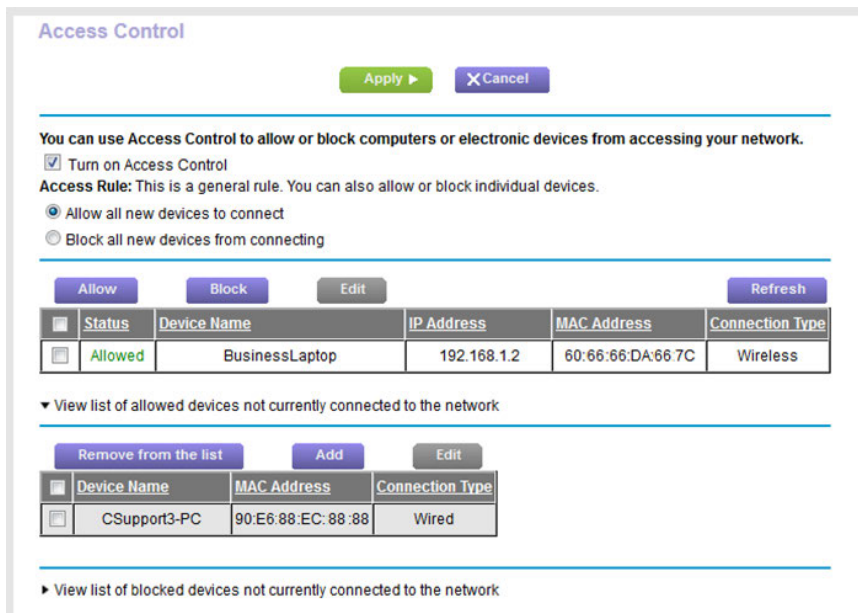 Access Control
Apply ▶
X Cancel
You can use Access Control to allow or block computers or electronic devices from accessing your network.
Turn on Access Control
Access Rule: This is a general rule. You can also allow or block individual devices.
Allow all new devices to connect
Block all new devices from connecting
Allow Block Edit Refresh
Status Device Name IP Address MAC Address Connection Type
Allowed BusinessLaptop 192.168.1.2 60:66:66:DA:66:7C Wireless
▼ View list of allowed devices not currently connected to the network
Remove from the list Add Edit
Device Name MAC Address Connection Type
CSupport3-PC 90:E6:88:EC:88:88 Wired
▶ View list of blocked devices not currently connected to the network